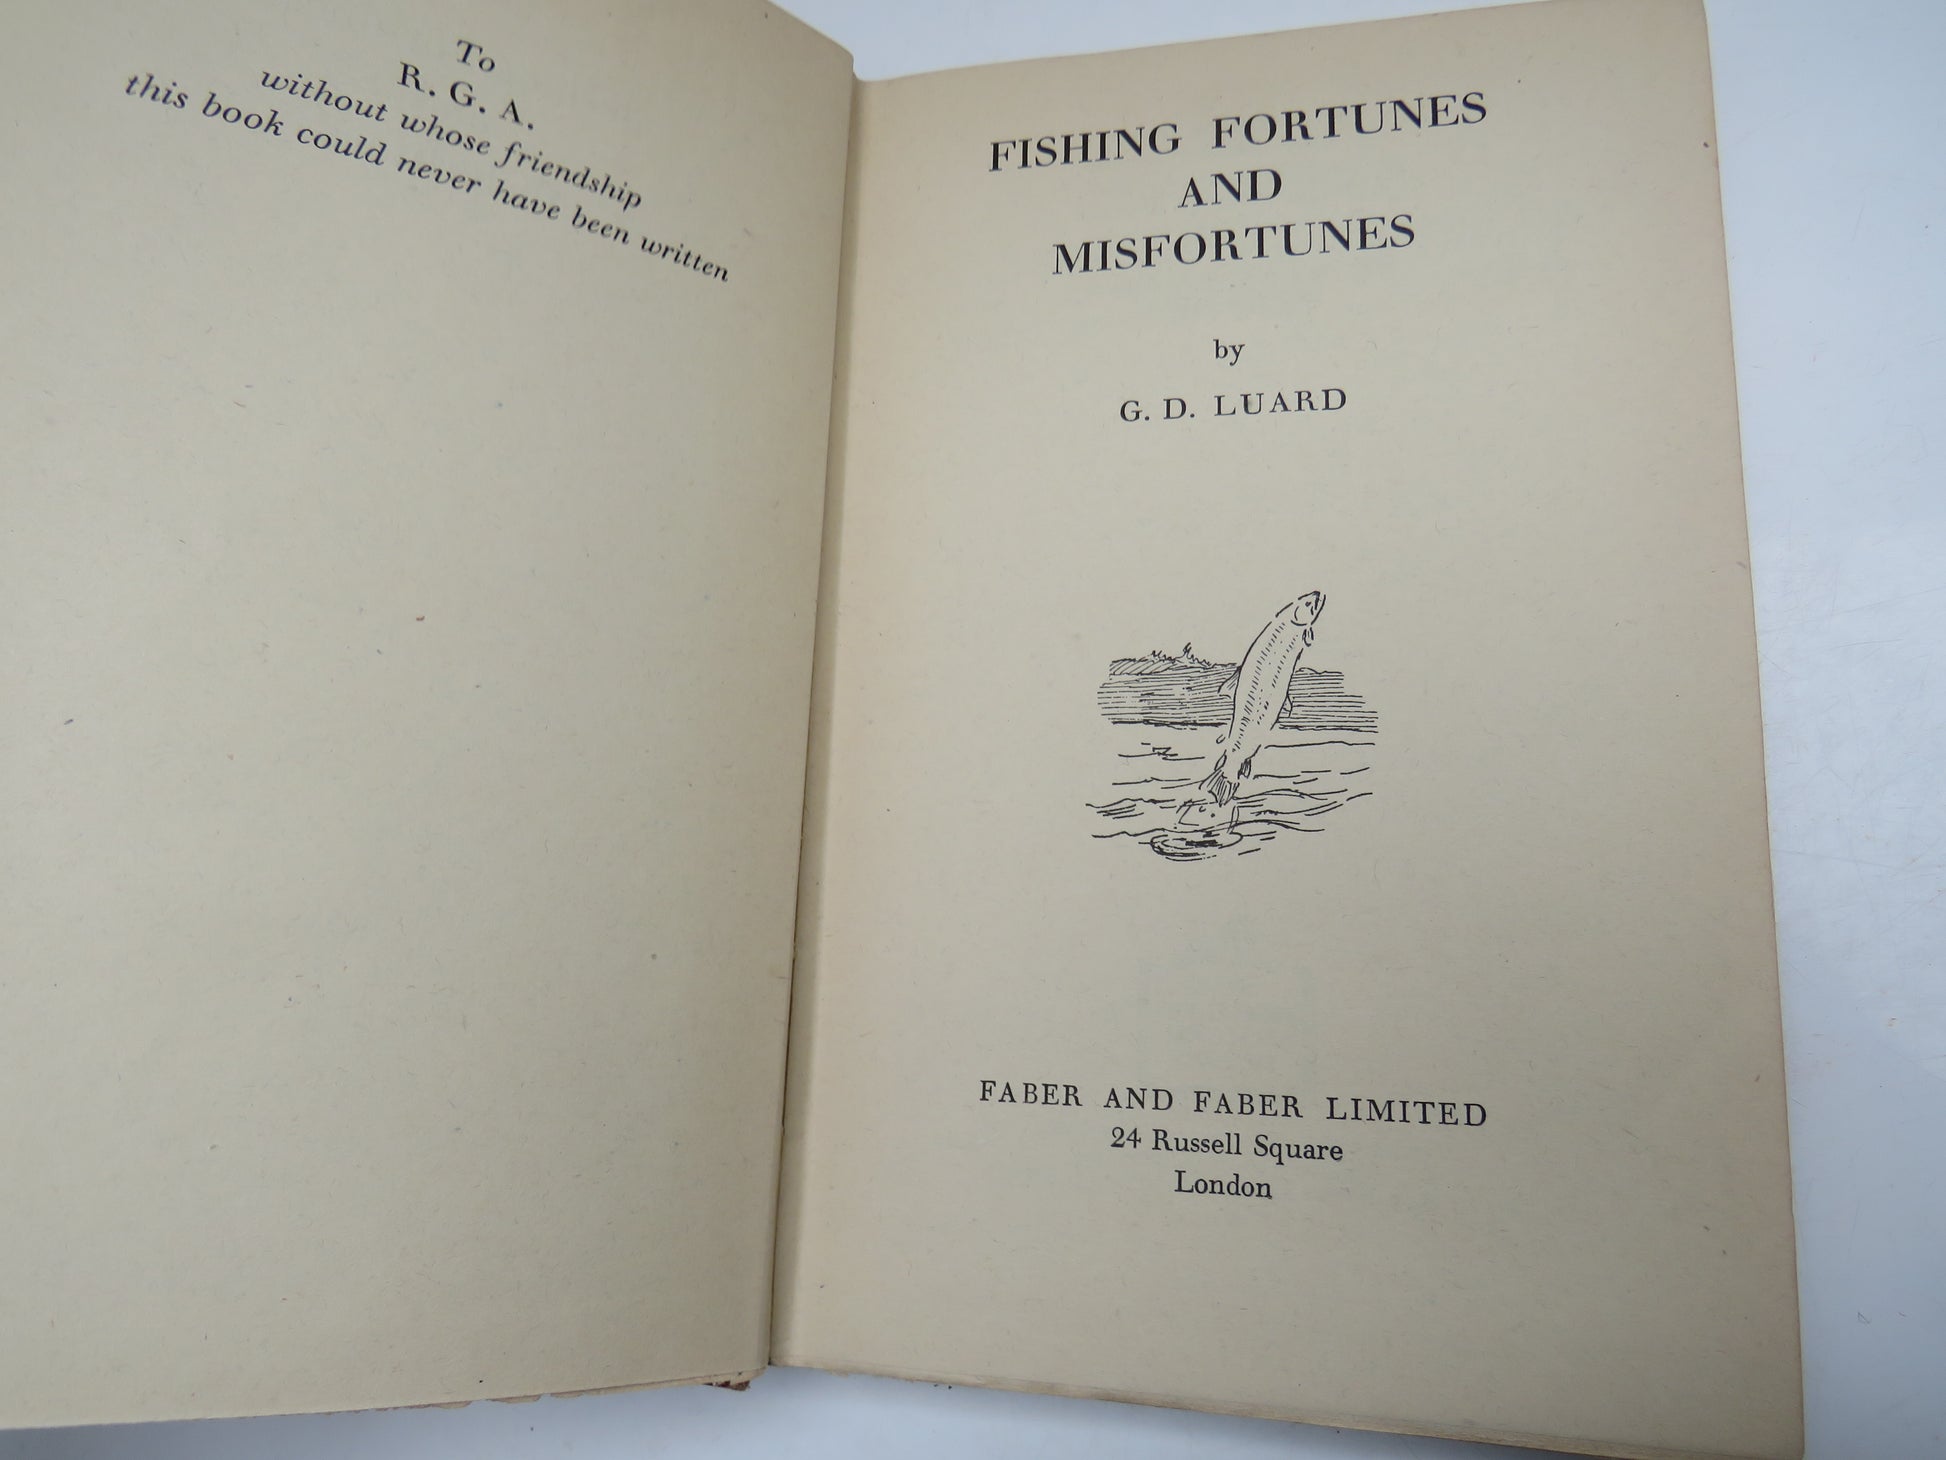 To
R. G. A.
without whose friendship
this book could never have been written
FISHING FORTUNES
AND
MISFORTUNES
by
G. D. LUARD
FABER AND FABER LIMITED
24 Russell Square
London